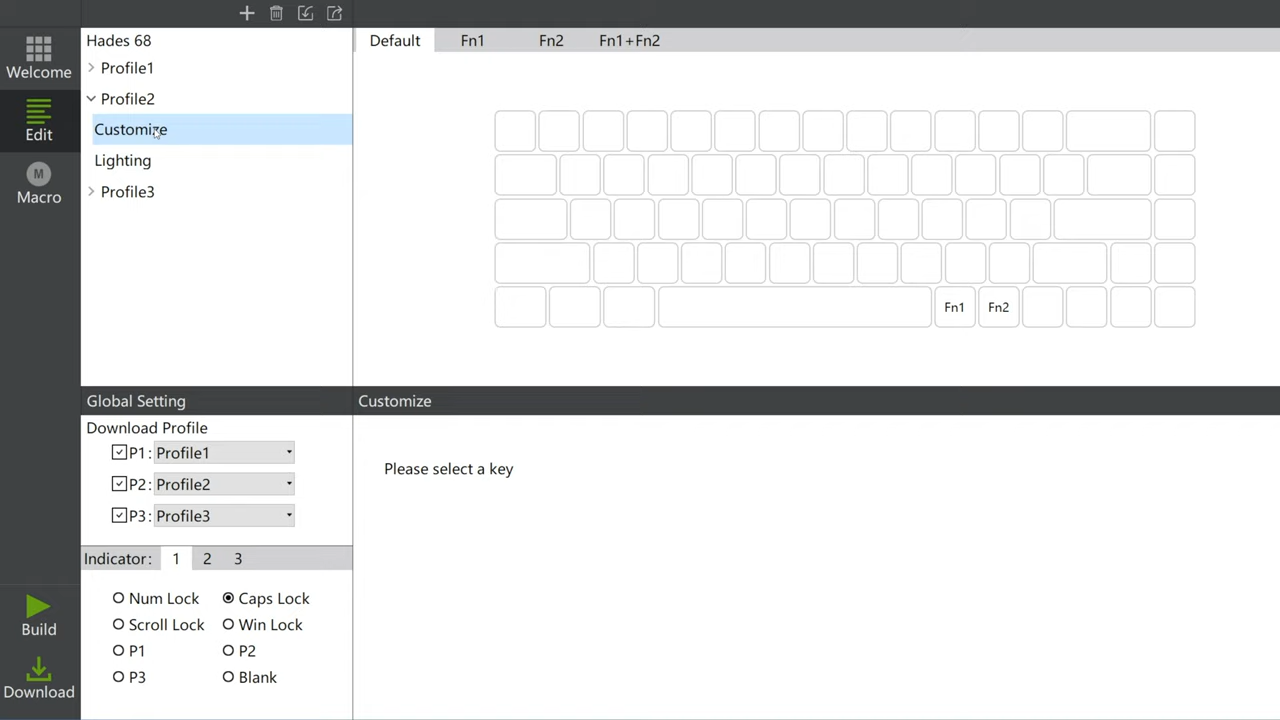 Hades 68
Default
Fn1
Fn2
Fn1+Fn2
Welcome
Edit
M
Macro
Profile1
Profile2
Customize
Lighting
Profile3
Fn1
Fn2
Global Setting
Customize
Download Profile
P1: Profile1
P2: Profile2
P3: Profile3
Please select a key
Indicator: 1 2 3
Num Lock
Caps Lock
Scroll Lock
Win Lock
P1
P2
P3
Blank
Build
Download